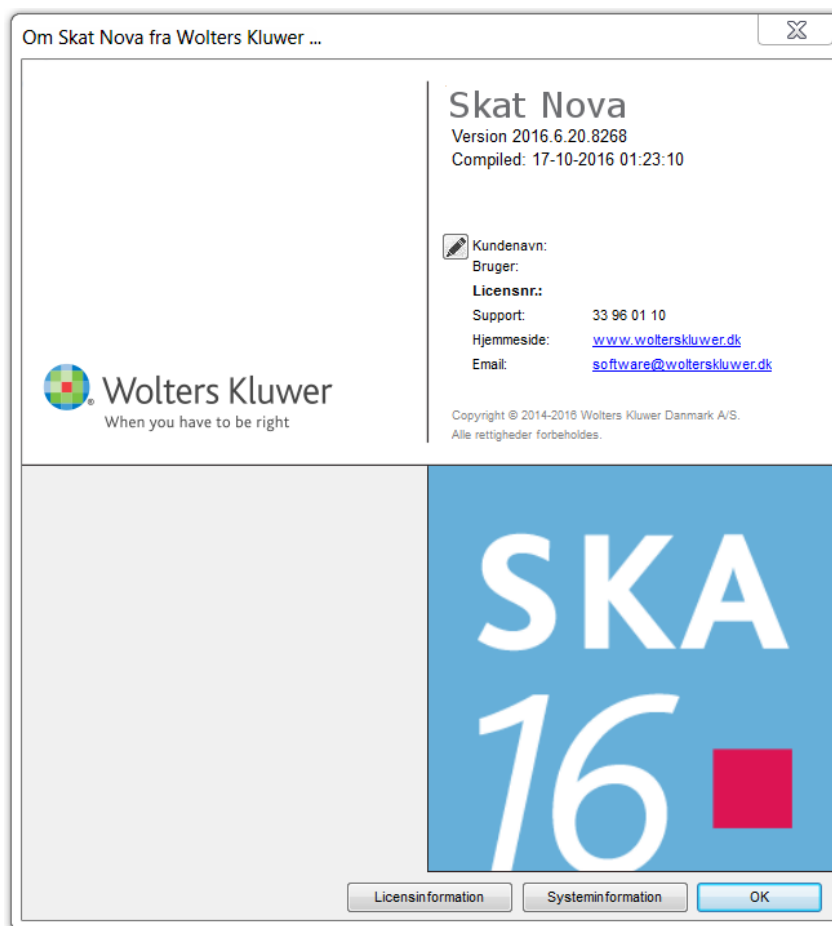 Om Skat Nova fra Wolters Kluwer ...
Skat Nova
Version 2016.6.20.8268
Compiled: 17-10-2016 01:23:10
Kundenavn:
Bruger:
Licensnr.:
Support: 33 96 01 10
Hjemmeside: www.wolterskluwer.dk
Email: software@wolterskluwer.dk
Wolters Kluwer
When you have to be right
Copyright © 2014-2016 Wolters Kluwer Danmark A/S.
Alle rettigheder forbeholdes.
SKA
16
Licensinformation Systeminformation OK